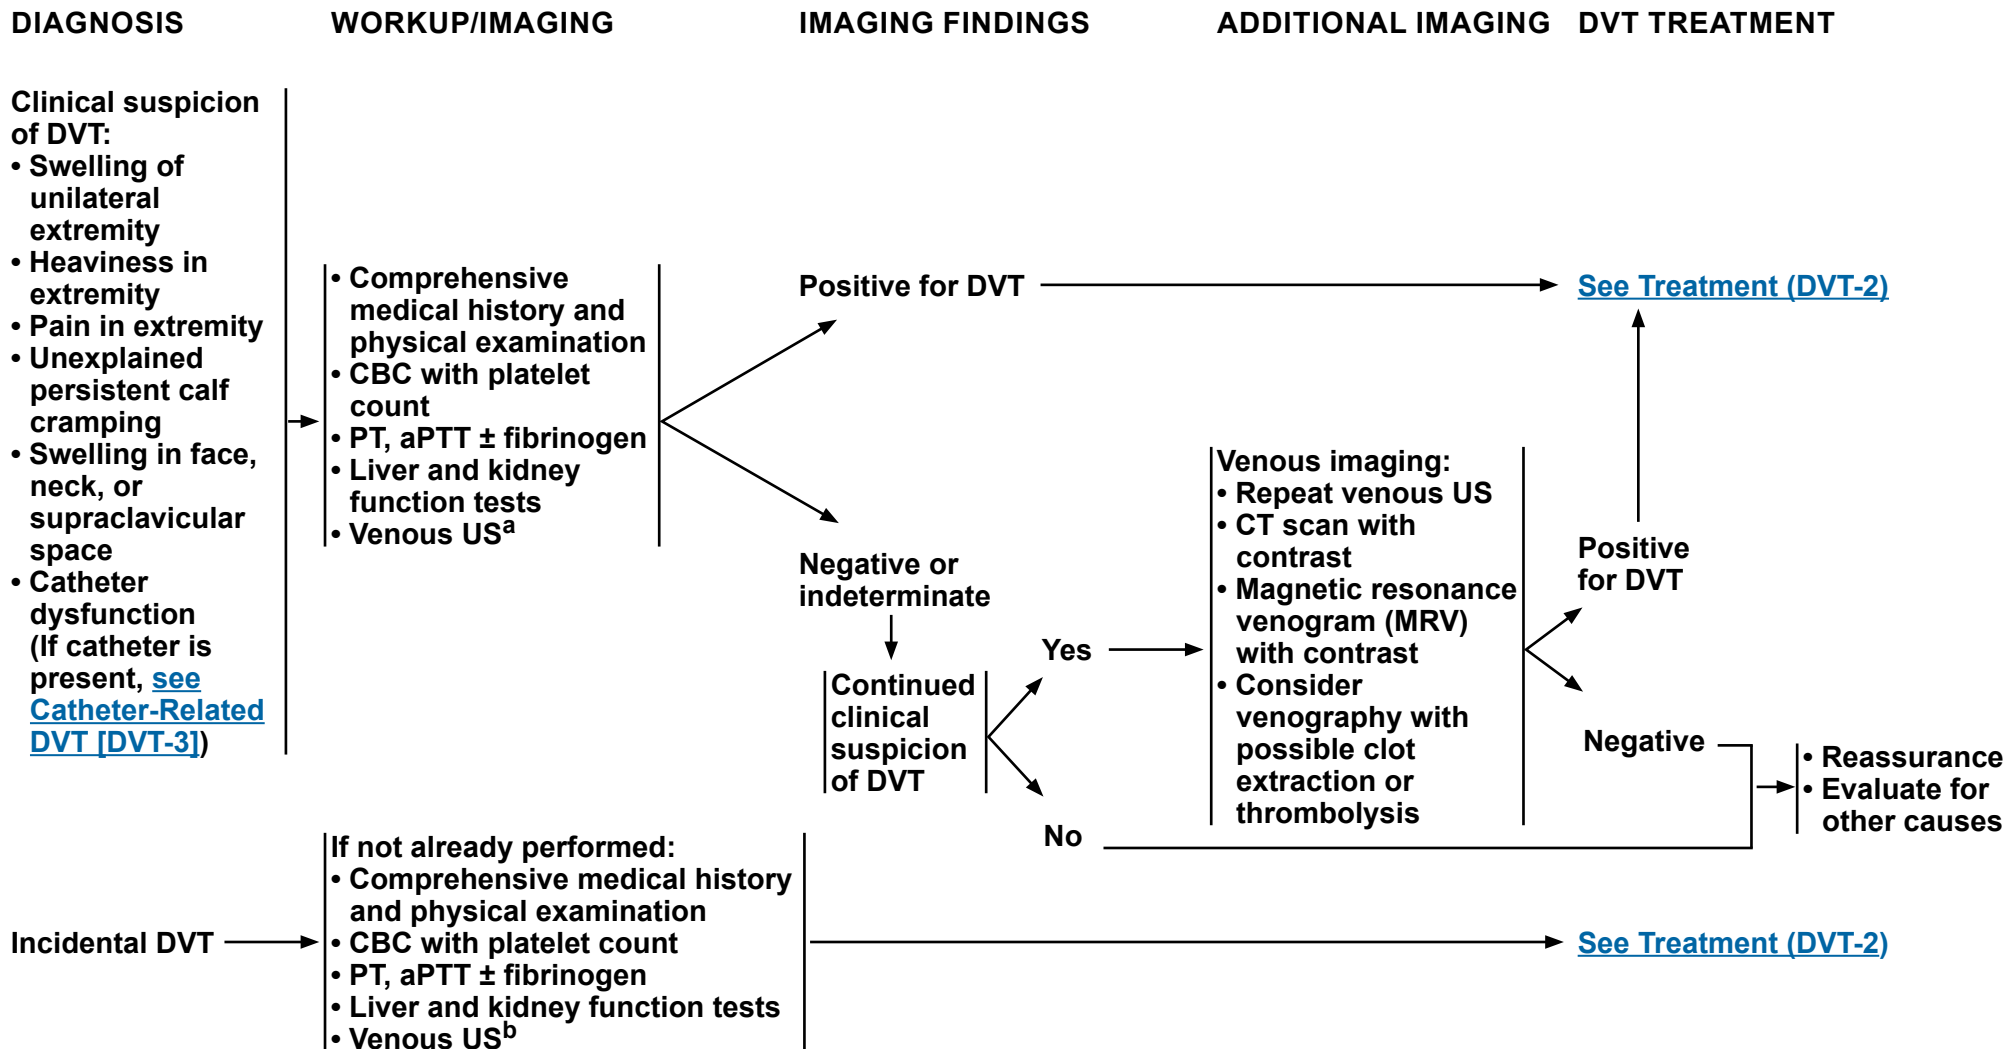 DIAGNOSIS
WORKUP/IMAGING
IMAGING FINDINGS
ADDITIONAL IMAGING
DVT TREATMENT
Clinical suspicion
of DVT:
• Swelling of
unilateral
extremity
• Heaviness in
extremity
• Pain in extremity
• Unexplained
persistent calf
cramping
• Swelling in face,
neck, or
supraclavicular
space
• Catheter
dysfunction
(If catheter is
present, see
Catheter-Related
DVT [DVT-3])
• Comprehensive
medical history and
physical examination
• CBC with platelet
count
• PT, aPTT ± fibrinogen
• Liver and kidney
function tests
• Venous USa
Positive for DVT
See Treatment (DVT-2)
Negative or
indeterminate
Continued
clinical
suspicion
of DVT
Yes
No
Venous imaging:
• Repeat venous US
• CT scan with
contrast
• Magnetic resonance
venogram (MRV)
with contrast
• Consider
venography with
possible clot
extraction or
thrombolysis
Positive
for DVT
Negative
• Reassurance
• Evaluate for
other causes
Incidental DVT
If not already performed:
• Comprehensive medical history
and physical examination
• CBC with platelet count
• PT, aPTT ± fibrinogen
• Liver and kidney function tests
• Venous USb
See Treatment (DVT-2)